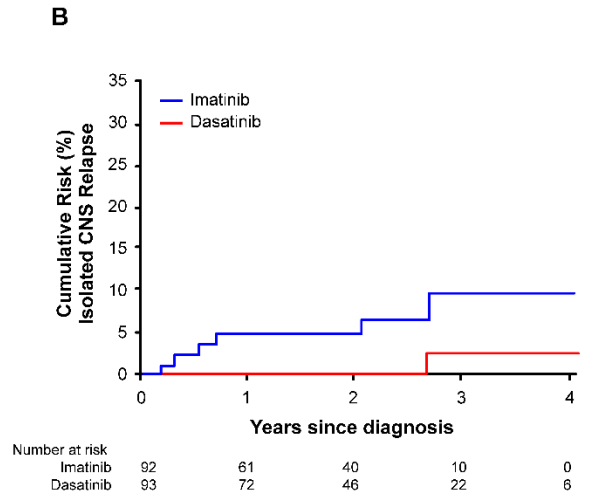 B
Cumulative Risk (%)
Isolated CNS Relapse
35
30
25
20
15
10
5
0
Imatinib
Dasatinib
0 1 2 3 4
Years since diagnosis
Number at risk
Imatinib 92 61 40 10 0
Dasatinib 93 72 46 22 6